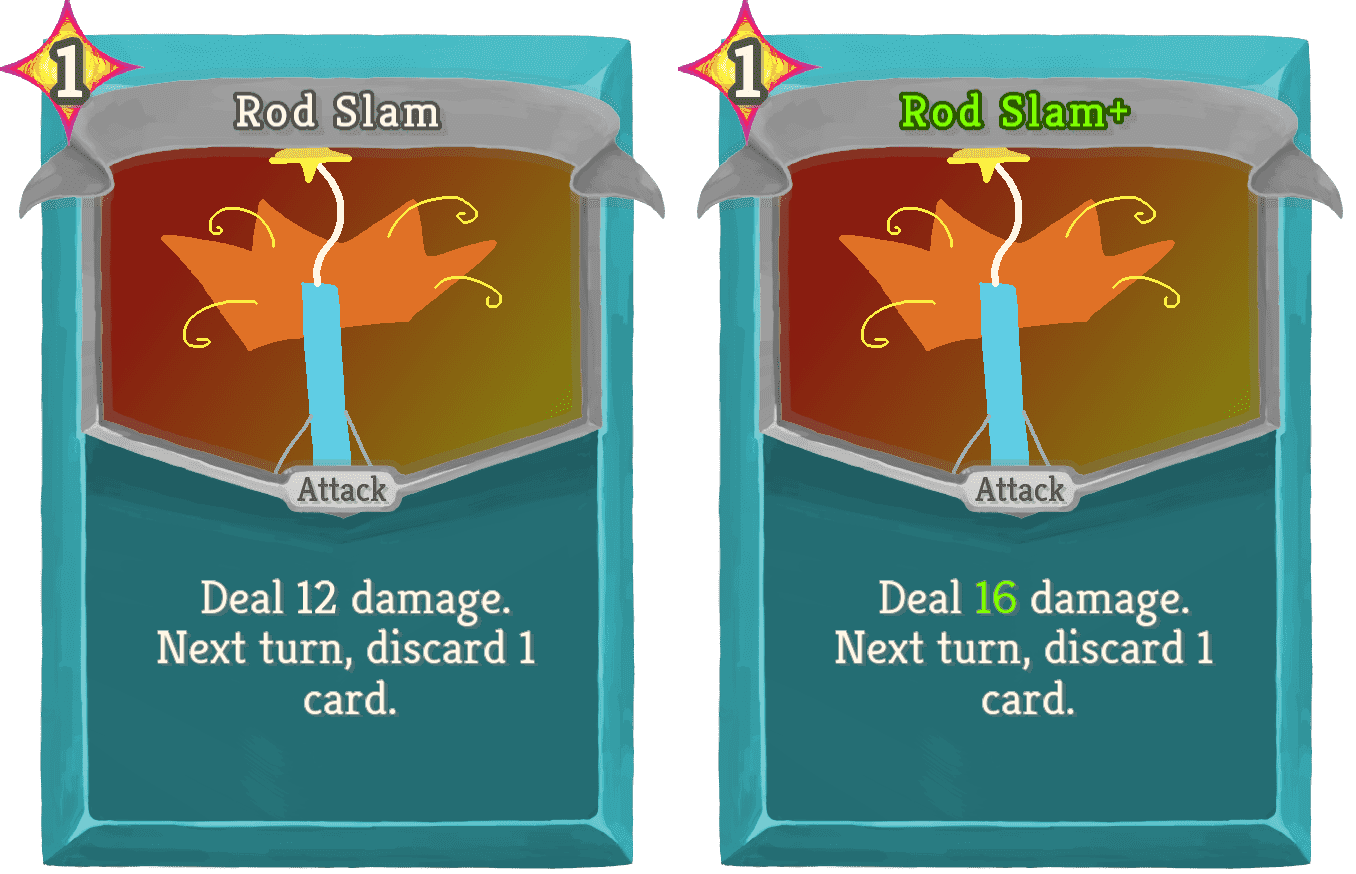 1
Rod Slam
Attack
Deal 12 damage.
Next turn, discard 1
card.
1
Rod Slam+
Attack
Deal 16 damage.
Next turn, discard 1
card.